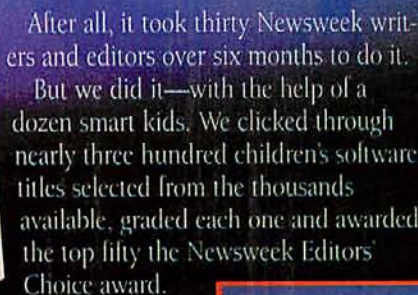 After all, it took thirty Newsweek writ-
ers and editors over six months to do it.
But we did it—with the help of a
dozen smart kids. We clicked through
nearly three hundred children's software
titles selected from the thousands
available, graded each one and awarded
the top fifty the Newsweek Editors'
Choice award.